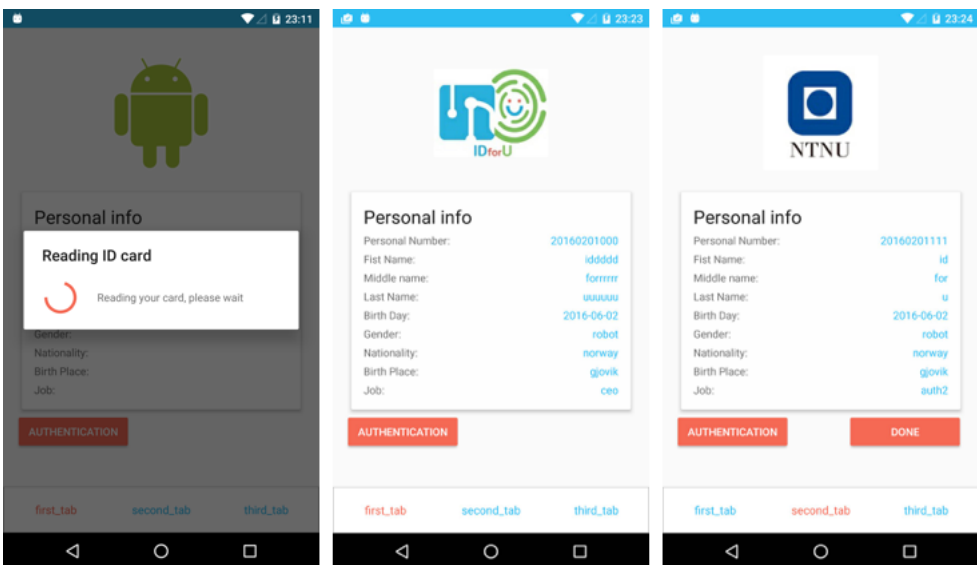 23:11
Personal info
Reading ID card
Reading your card, please wait
Gender:
Nationality:
Birth Place:
Job:
AUTHENTICATION
first_tab second_tab third_tab
23:23
IDforU
Personal info
Personal Number: 20160201000
Fist Name: iddddd
Middle name: forrrrrr
Last Name: uuuuuu
Birth Day: 2016-06-02
Gender: robot
Nationality: norway
Birth Place: gjovik
Job: ceo
AUTHENTICATION
first_tab second_tab third_tab
23:24
NTNU
Personal info
Personal Number: 20160201111
Fist Name: id
Middle name: for
Last Name: u
Birth Day: 2016-06-02
Gender: robot
Nationality: norway
Birth Place: gjovik
Job: auth2
AUTHENTICATION DONE
first_tab second_tab third_tab